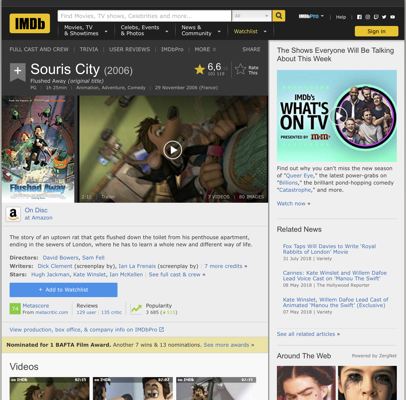 IMDb
Find Movies, TV shows, Celebrities and more...
All
Movies, TV & Showtimes
Celebs, Events & Photos
News & Community
Watchlist
IMDbPro
Help
Sign in
FULL CAST AND CREW | TRIVIA | USER REVIEWS | IMDbPro | MORE
SHARE
Souris City (2006)
Flushed Away (original title)
PG | 1h 25min | Animation, Adventure, Comedy | 29 November 2006 (France)
6,6
Rate This
Flushed Away
2:13 | Trailer
7 VIDEOS | 80 IMAGES
On Disc
at Amazon
The story of an uptown rat that gets flushed down the toilet from his penthouse apartment,
ending in the sewers of London, where he has to learn a whole new and different way of life.
Directors: David Bowers, Sam Fell
Writers: Dick Clement (screenplay by), Ian La Frenais (screenplay by) | 7 more credits »
Stars: Hugh Jackman, Kate Winslet, Ian McKellen | See full cast & crew »
+ Add to Watchlist
Metascore
From metacritic.com
Reviews
129 user | 135 critic
Popularity
View production, box office, & company info on IMDbPro
Nominated for 1 BAFTA Film Award. Another 7 wins & 13 nominations. See more awards »
Videos
The Shows Everyone Will Be Talking
About This Week
IMDb's
WHAT'S
ON TV
PRESENTED BY
Find out why you can't miss the new season
of "Queer Eye," the latest power-grabs on
"Billions," the brilliant pond-hopping comedy
"Catastrophe," and more.
Watch now »
Related News
Fox Taps Will Davies to Write 'Royal
Rabbits of London' Movie
31 July 2018 | Variety
Cannes: Kate Winslet and Willem Dafoe
Lead Voice Cast on 'Manou the Swift'
08 May 2018 | The Hollywood Reporter
Kate Winslet, Willem Dafoe Lead Cast of
Animated 'Manou the Swift' (Exclusive)
07 May 2018 | Variety
See all related articles »
Around The Web
Powered by ZergNet